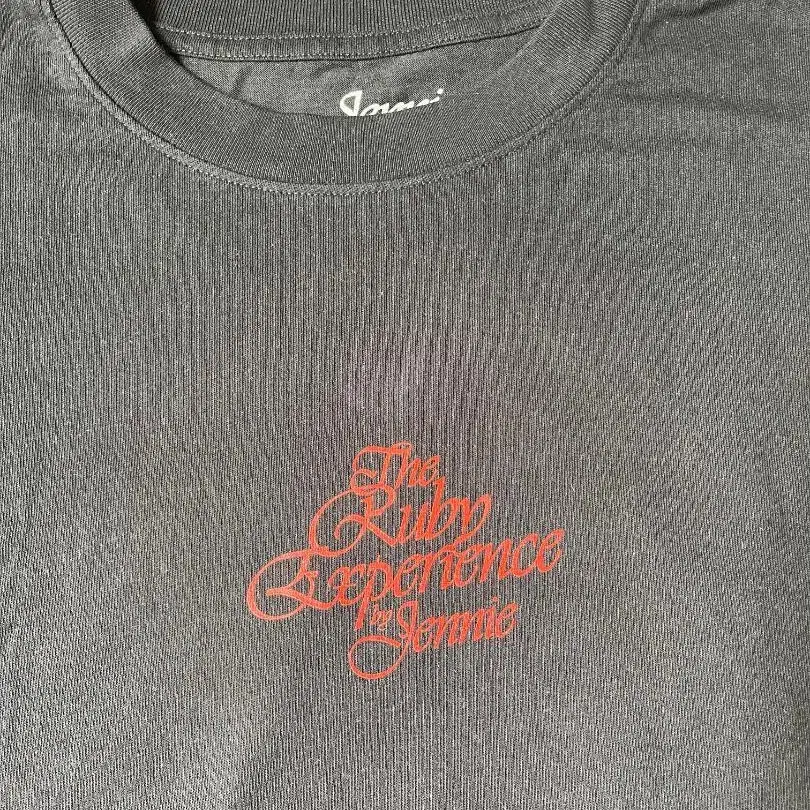 The
Ruby
Experience
by Jennie